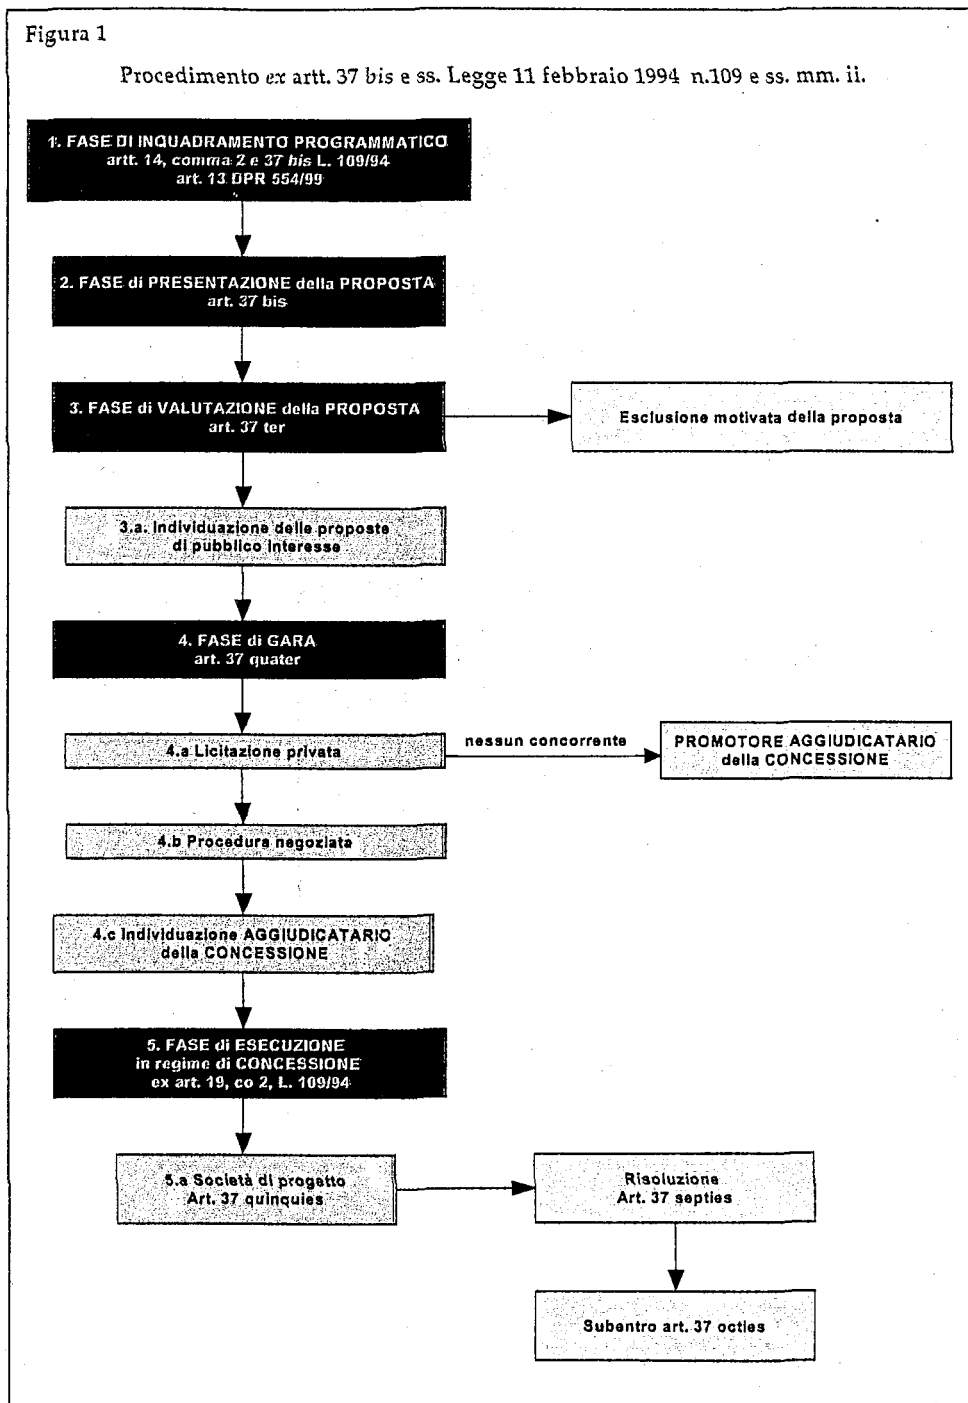 Figura 1
Procedimento ex artt. 37 bis e ss. Legge 11 febbraio 1994 n.109 e ss. mm. ii.
1. FASE DI INQUADRAMENTO PROGRAMMATICO
artt. 14, comma 2 e 37 bis L. 109/94
art. 13 DPR 554/99
2. FASE di PRESENTAZIONE della PROPOSTA
art. 37 bis
3. FASE di VALUTAZIONE della PROPOSTA
art. 37 ter
Esclusione motivata della proposta
3.a. Individuazione delle proposte
di pubblico interesse
4. FASE di GARA
art. 37 quater
4.a Licitazione privata
nessun concorrente
PROMOTORE AGGIUDICATARIO
della CONCESSIONE
4.b Procedura negoziata
4.c Individuazione AGGIUDICATARIO
della CONCESSIONE
5. FASE di ESECUZIONE
in regime di CONCESSIONE
ex art. 19, co 2, L. 109/94
5.a Società di progetto
Art. 37 quinquies
Risoluzione
Art. 37 septies
Subentro art. 37 octies